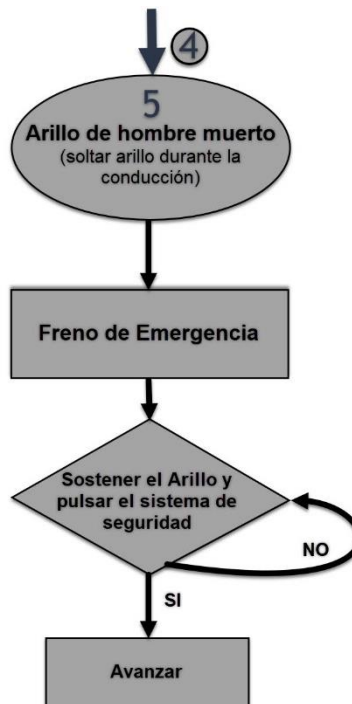 4
5
Arillo de hombre muerto
(soltar arillo durante la
conducción)
Freno de Emergencia
Sostener el Arillo y
pulsar el sistema de
seguridad
NO
SI
Avanzar